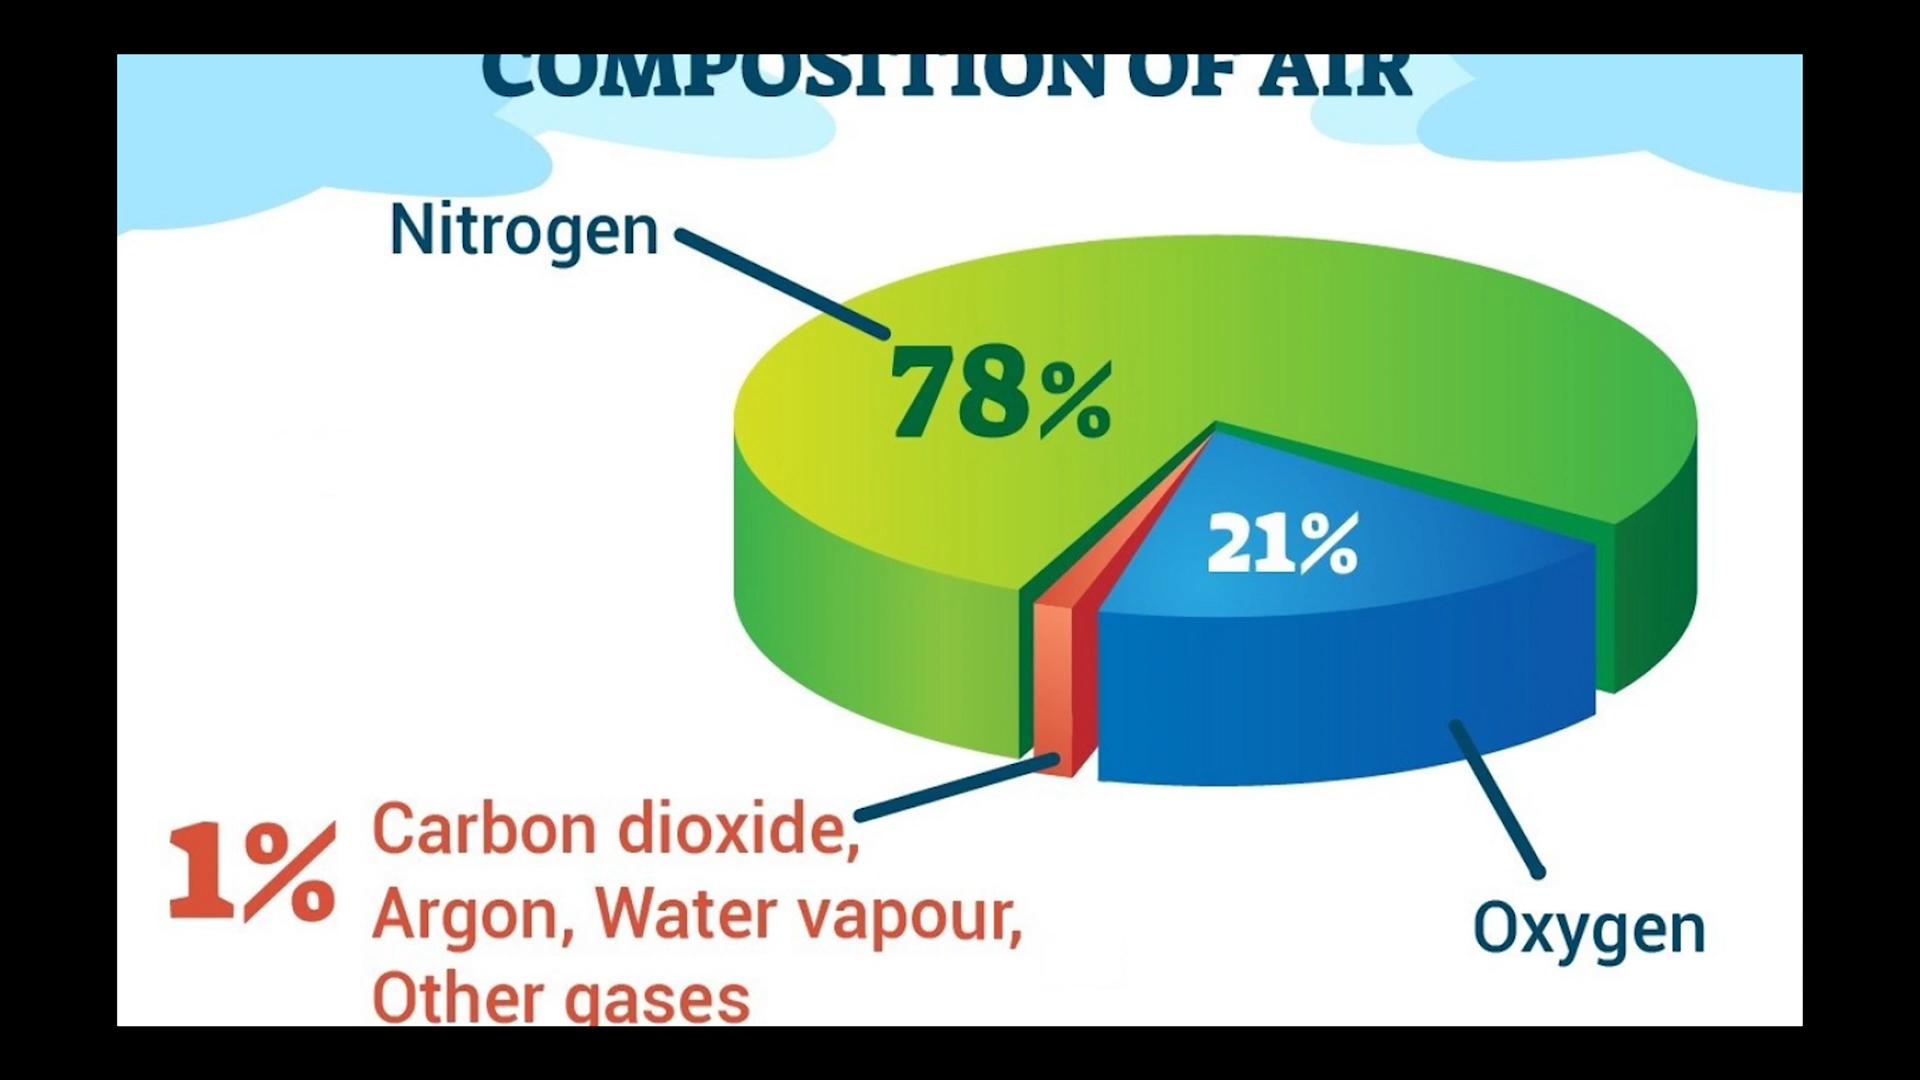 COMPOSITION OF AIR
Nitrogen
78%
21%
1%
Carbon dioxide,
Argon, Water vapour,
Other gases
Oxygen